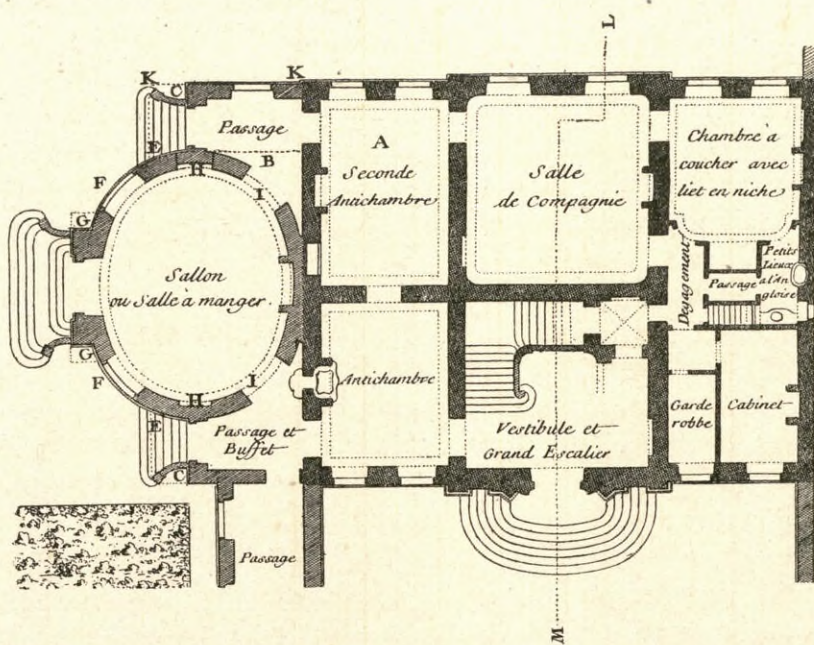 L
K
K
C
Passage
E
B
H
I
F
G
A
Seconde
Antichambre
Salle
de Compagnie
Chambre à
coucher avec
liet en niche
Sallon
ou Salle à manger.
Degagement
Passage
Petits
Lieux
a l'An
gloise
G
F
H
I
E
C
Antichambre
Passage et
Buffet
Vestibule et
Grand Escalier
Garde
robbe
Cabinet
Passage
M